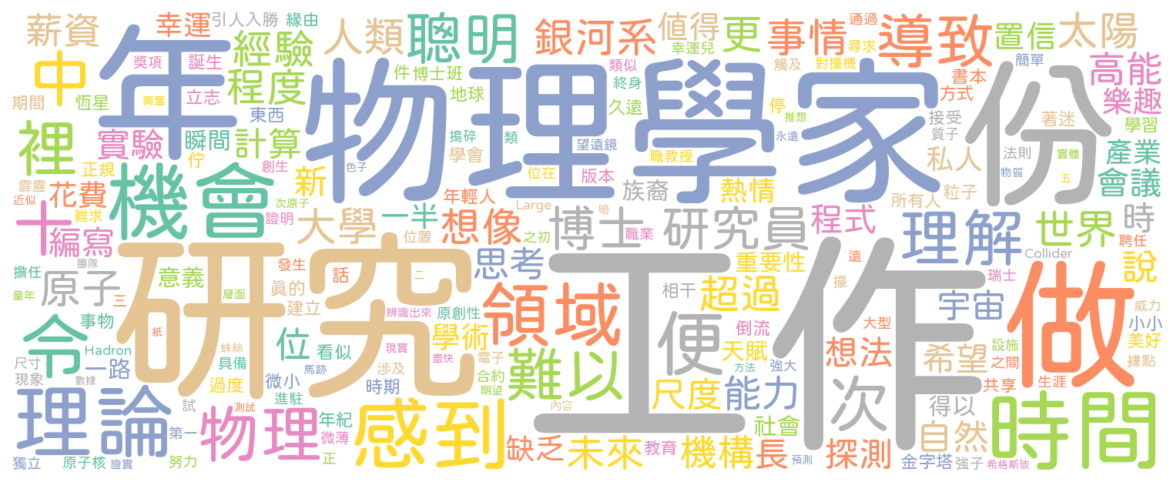 薪資
幸運
引人入勝
緣由
聰明
銀河系
值得
更
事情
通過
導致
置信
太陽
年
中
經驗
人類
幸運兒
尋求
獎項
誕生
程度
件
博士班
類似
對撞機
簡單
觸及
高能
期間
恆星
立志
地球
終身
久遠
停
推想
書本
方式
樂趣
興奮
東西
物理學家
份
裡
實驗
瞬間
計算
搗碎
類
望遠鏡
永遠
接受
著迷
學習
正規
佇
創生
學會
色子
位在
職教授
質子
私人
法則
實體
產業
霹靂
花費
新
年輕人
版本
族裔
熱情
粒子
物質
五
會議
近似
難求
機會
次原子
Large
暗
所有人
十
編寫
證明
大學
一半
位置
想像
之初
博士
職業
研究員
程式
理解
世界
時
聘任
團隊
發生
話
二
思考
重要性
遠
Collider
擔任
原子
意義
層面
真的
辨識出來
原創性
相干
超過
擺
瑞士
說
童年
三
建立
研究
工作
做
令
事物
紙
位
看似
現實
學術
領域
便
倒流
大型
宇宙
小小
威力
Hadron
蛛絲
馬跡
盡快
電子
天賦
想法
設施
美好
尺寸
一路
具備
涉及
合約
難以
強大
希望
之間
據點
現象
數據
過度
微小
時期
期望
尺度
能力
方法
共享
生涯
理論
試
測試
進駐
感到
內容
社會
次
得以
時間
第一
物理
年紀
微薄
缺乏
未來
教育
機構
長
探測
自然
獨立
原子核
證實
努力
正
預測
金字塔
強子
希格斯玻